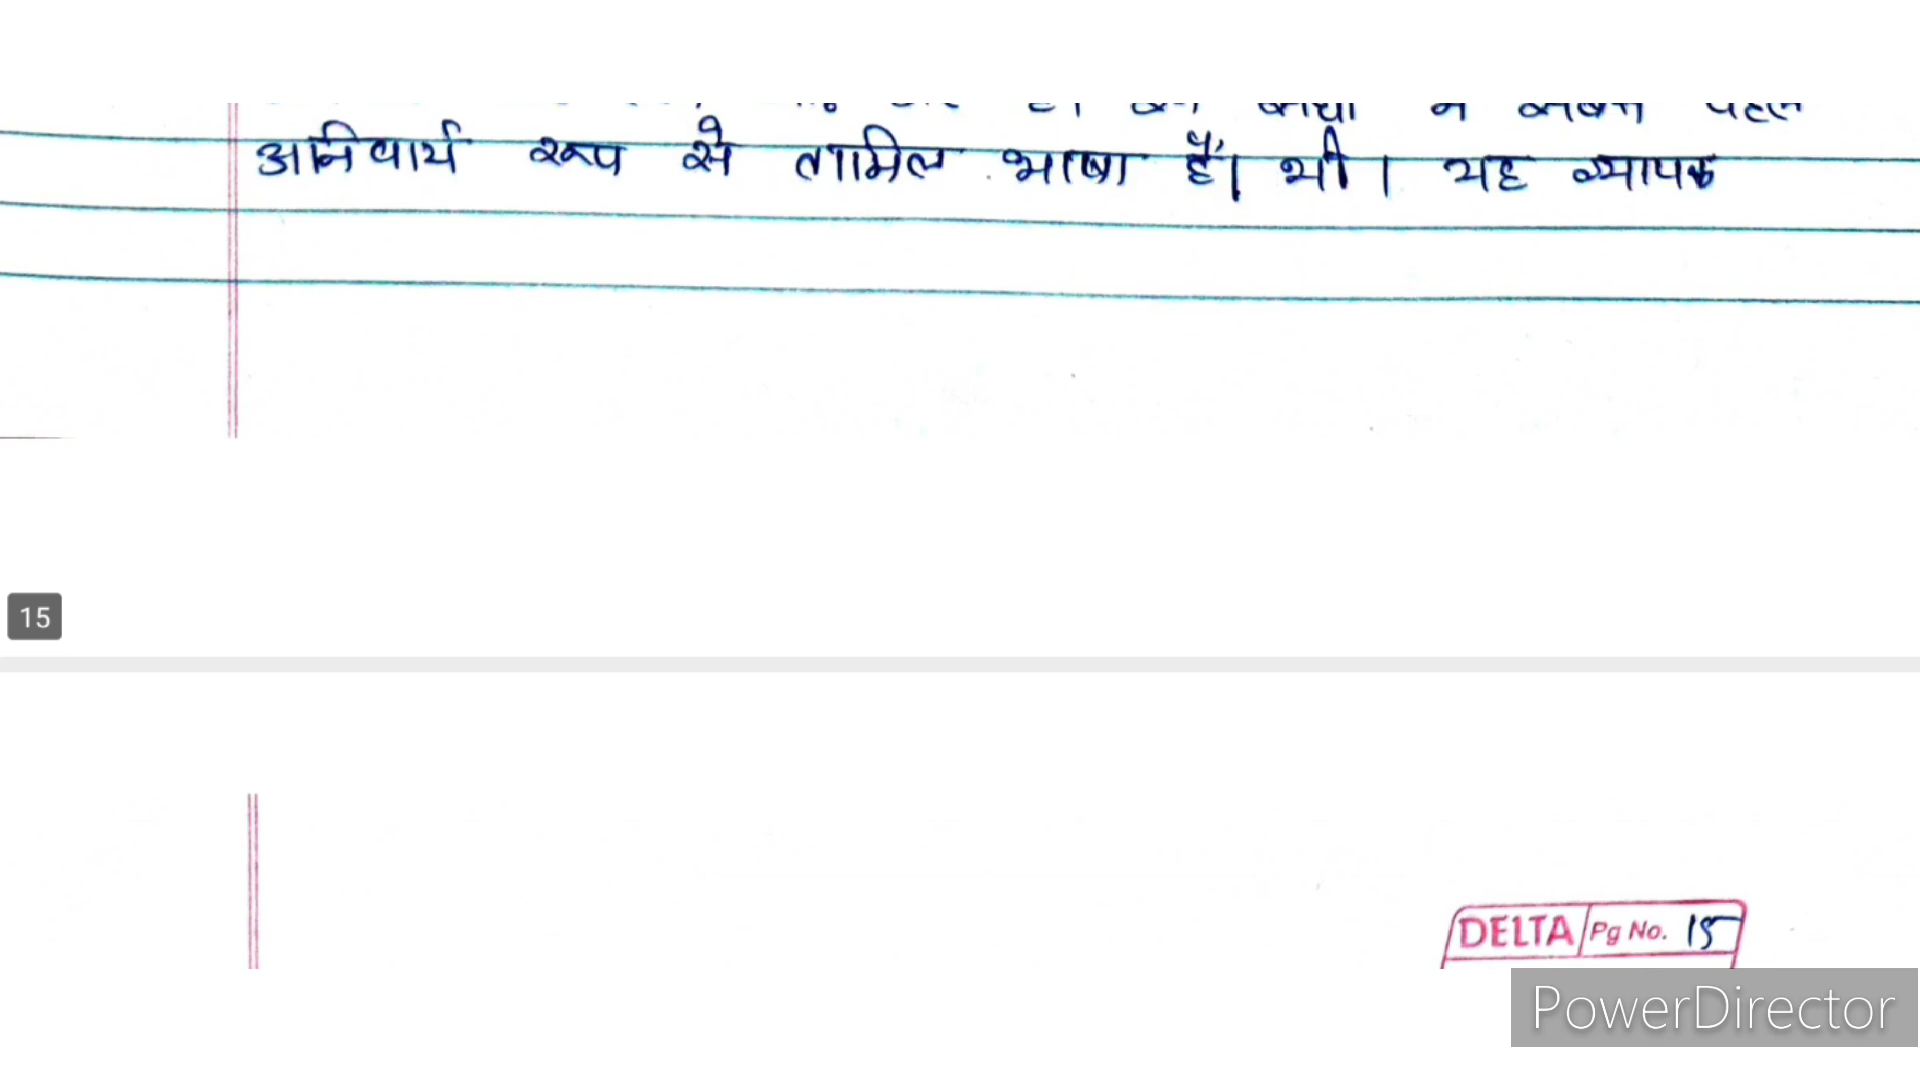 अनिवार्य रूप से तामिल भाषा हैं। थी। यह व्यापक
15
DELTA Pg No. 15
PowerDirector